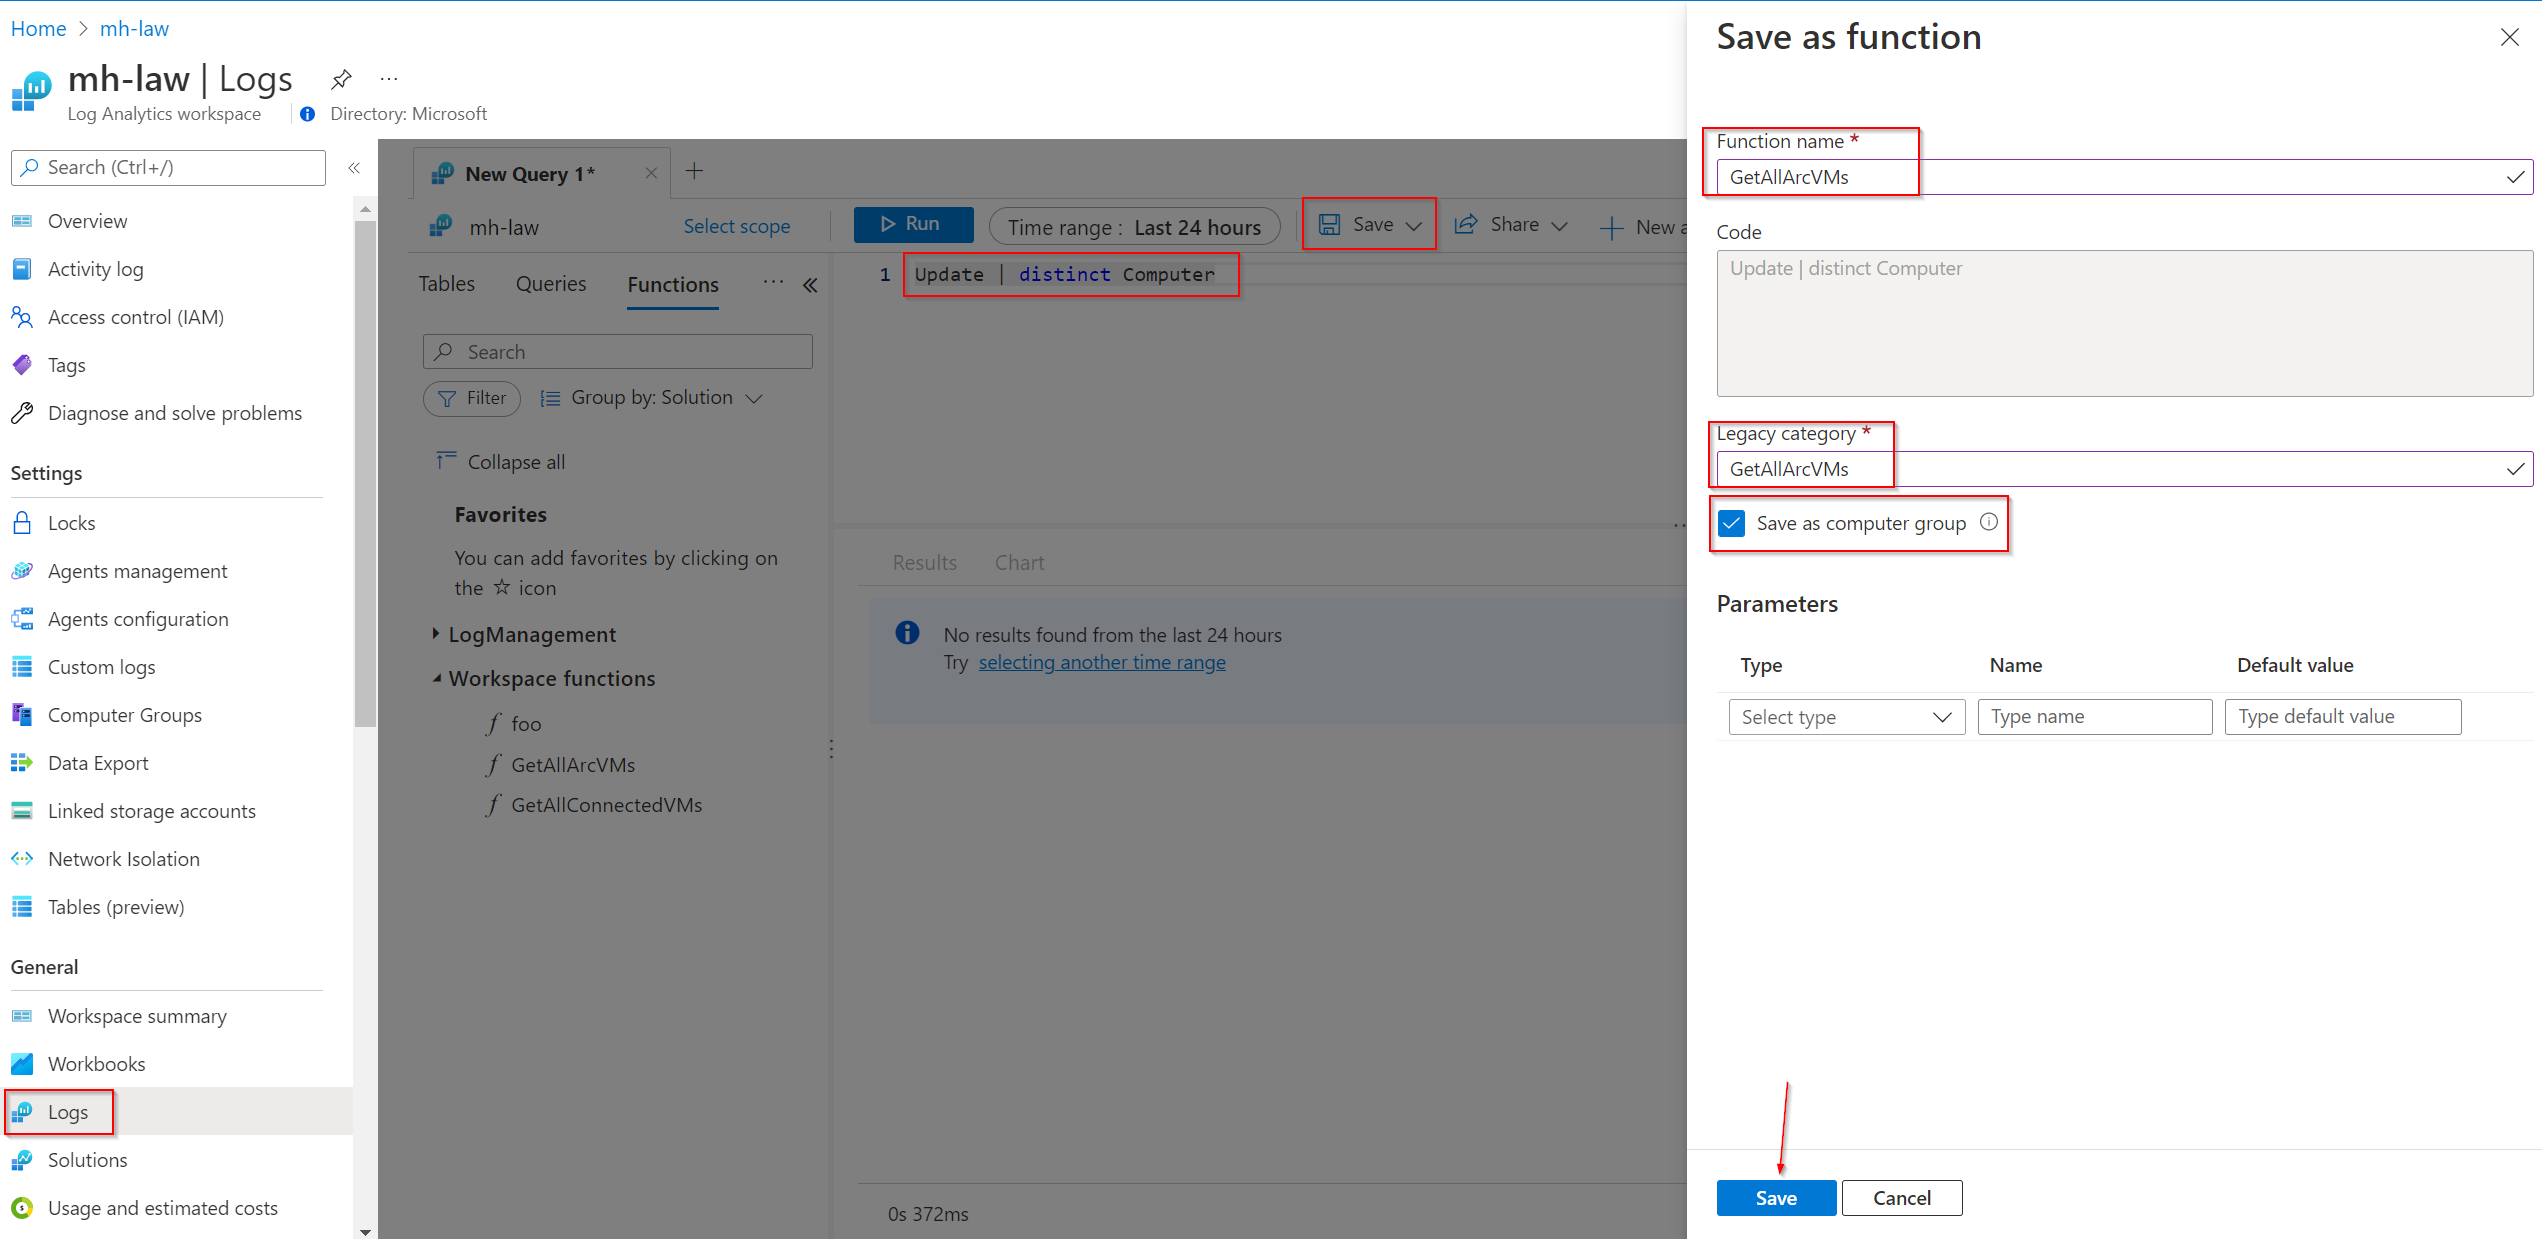 Home > mh-law
mh-law | Logs ...
Log Analytics workspace
Directory: Microsoft
Search (Ctrl+/)
«
Overview
Activity log
Access control (IAM)
Tags
Diagnose and solve problems
Settings
Locks
Agents management
Agents configuration
Custom logs
Computer Groups
Data Export
Linked storage accounts
Network Isolation
Tables (preview)
General
Workspace summary
Workbooks
Logs
Solutions
Usage and estimated costs
New Query 1*
mh-law
Select scope
Run
Time range : Last 24 hours
Save
Share
New a
Tables
Queries
Functions
...
«
Search
Filter
Group by: Solution
Collapse all
Favorites
You can add favorites by clicking on
the ☆ icon
LogManagement
Workspace functions
f foo
f GetAllArcVMs
f GetAllConnectedVMs
1 Update | distinct Computer
Results
Chart
No results found from the last 24 hours
Try selecting another time range
0s 372ms
Save as function
Function name *
GetAllArcVMs
Code
Update | distinct Computer
Legacy category *
GetAllArcVMs
Save as computer group
Parameters
Type Name Default value
Select type Type name Type default value
Save
Cancel